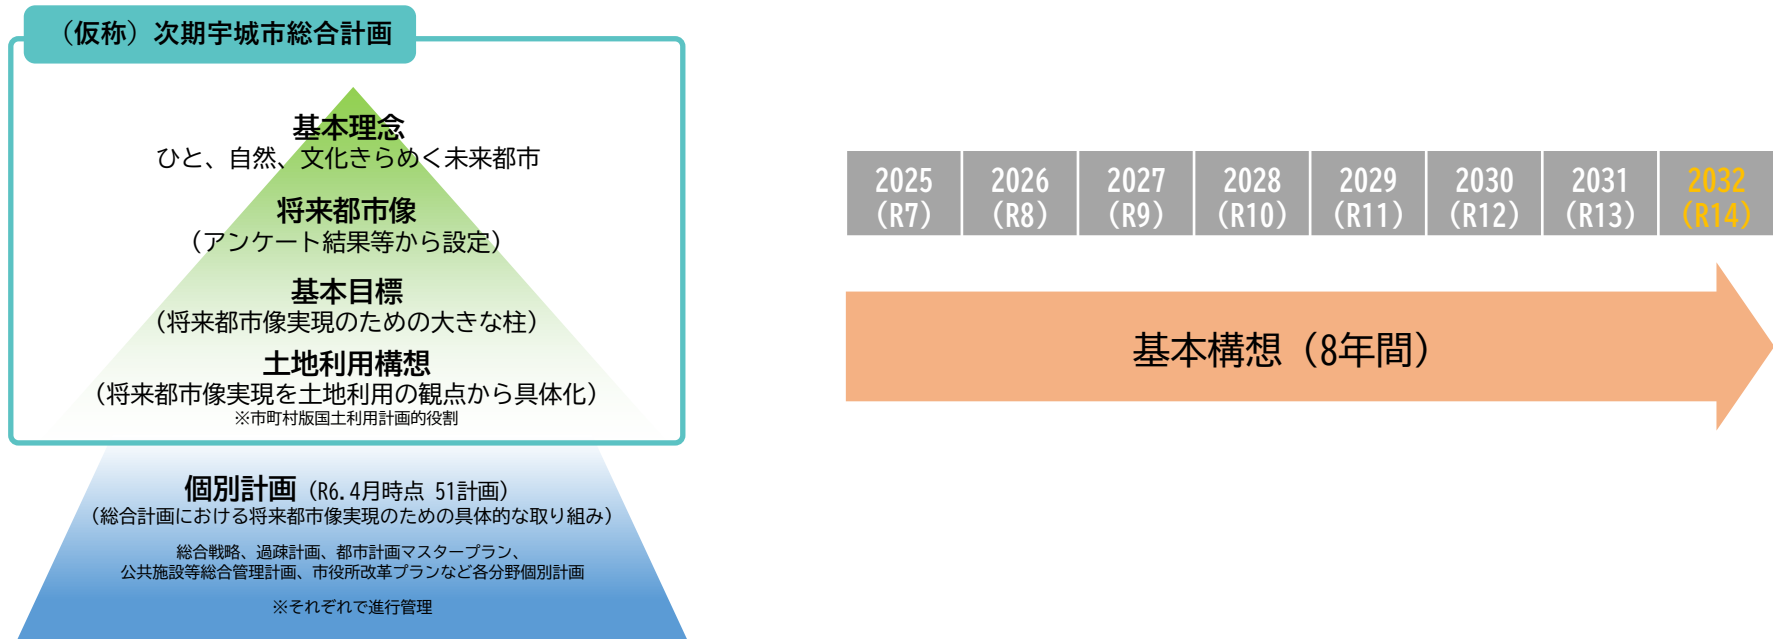 （仮称）次期宇城市総合計画
基本理念
ひと、自然、文化きらめく未来都市
将来都市像
（アンケート結果等から設定）
基本目標
（将来都市像実現のための大きな柱）
土地利用構想
（将来都市像実現を土地利用の観点から具体化）
※市町村版国土利用計画的役割
個別計画（R6.4月時点 51計画）
（総合計画における将来都市像実現のための具体的な取り組み）
総合戦略、過疎計画、都市計画マスタープラン、
公共施設等総合管理計画、市役所改革プランなど各分野個別計画
※それぞれで進行管理
2025 2026 2027 2028 2029 2030 2031 2032
(R7) (R8) (R9) (R10) (R11) (R12) (R13) (R14)
基本構想（8年間）